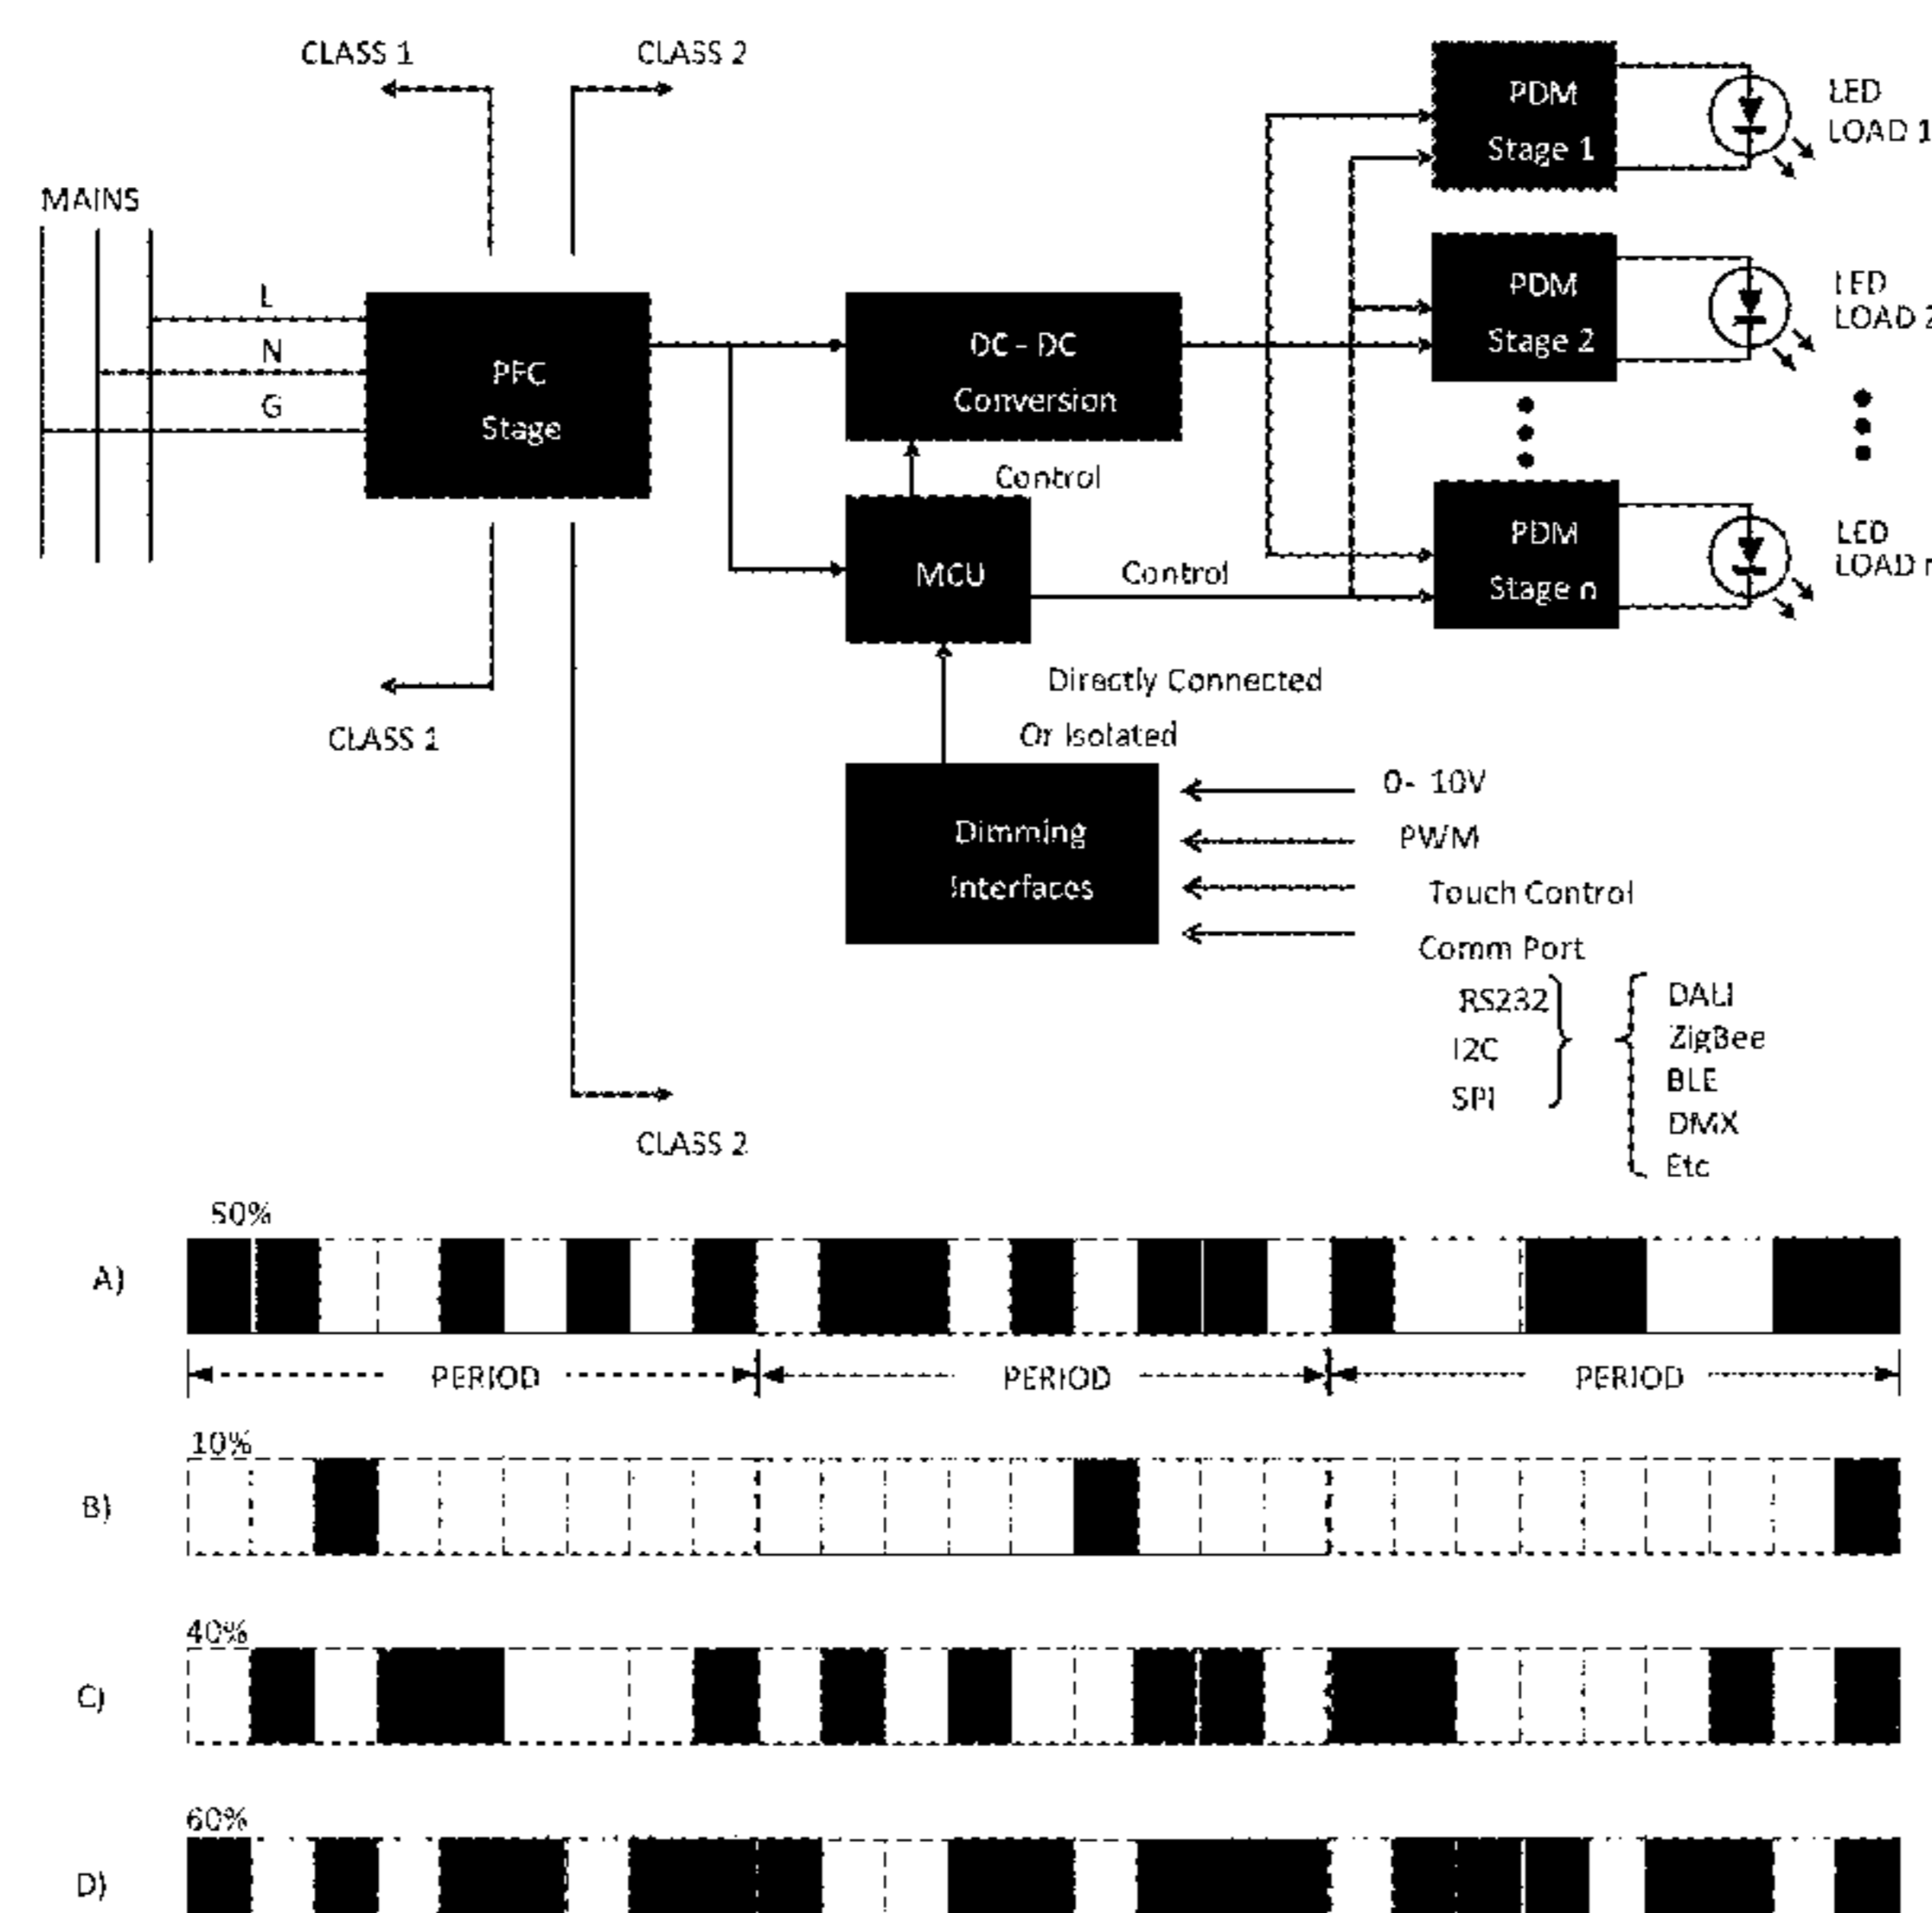 CLASS 1
CLASS 2
MAINS
L
N
G
PFC
Stage
DC - DC
Conversion
Control
MCU
Control
PDM
Stage 1
LED
LOAD 1
PDM
Stage 2
LED
LOAD 2
PDM
Stage n
LED
LOAD n
CLASS 1
CLASS 2
Directly Connected
Or Isolated
Dimming
Interfaces
0- 10V
PWM
Touch Control
Comm Port
RS232
I2C
SPI
DALI
ZigBee
BLE
DMX
Etc
50%
A)
PERIOD
PERIOD
PERIOD
10%
B)
40%
C)
60%
D)